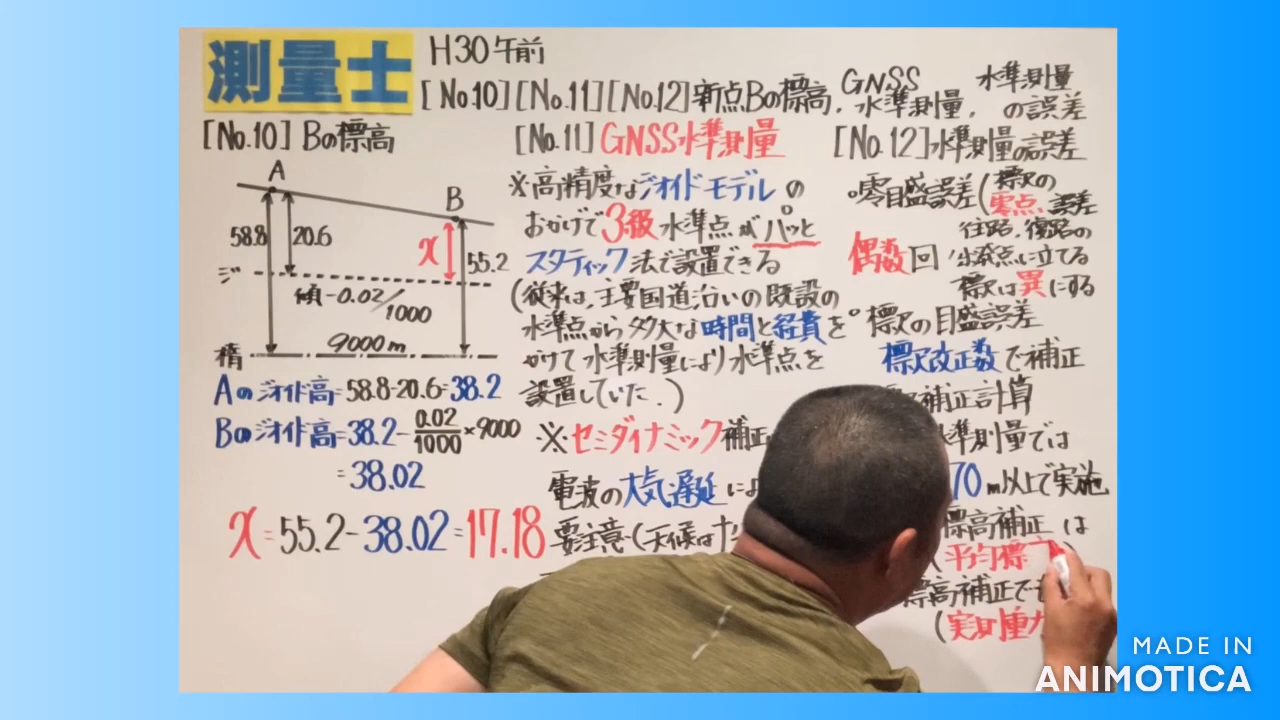 測量士
H30午前
[No.10][No.11][No.12]新点Bの標高, GNSS水準測量, 水準測量の誤差
[No.10] Bの標高
A
B
58.8
20.6
x
55.2
ジ
傾-0.02/1000
9000m
楕
Aのジオイド高=58.8-20.6=38.2
Bのジオイド高=38.2-0.02/1000×9000
=38.02
x=55.2-38.02=17.18
[No.11] GNSS水準測量
※高精度なジオイドモデルの
おかげで3級水準点がパッと
スタティック法で設置できる
(従来は、主要国道沿いの既設の
水準点から多大な時間と経費を
かけて水準測量により水準点を
設置していた.)
※セミダイナミック補正
電波の大気遅延によ
要注意(天候は
[No.12]水準測量の誤差
○零目盛誤差(標尺の
零点誤差
往路,復路の
偶数回 出発点に立てる
標尺は異にする
○標尺の目盛誤差
標尺改正数で補正
補正計算
準測量では
70m以上で実施
標高補正は
(平均標
標高補正で
(実測重力
MADE IN
ANIMOTICA